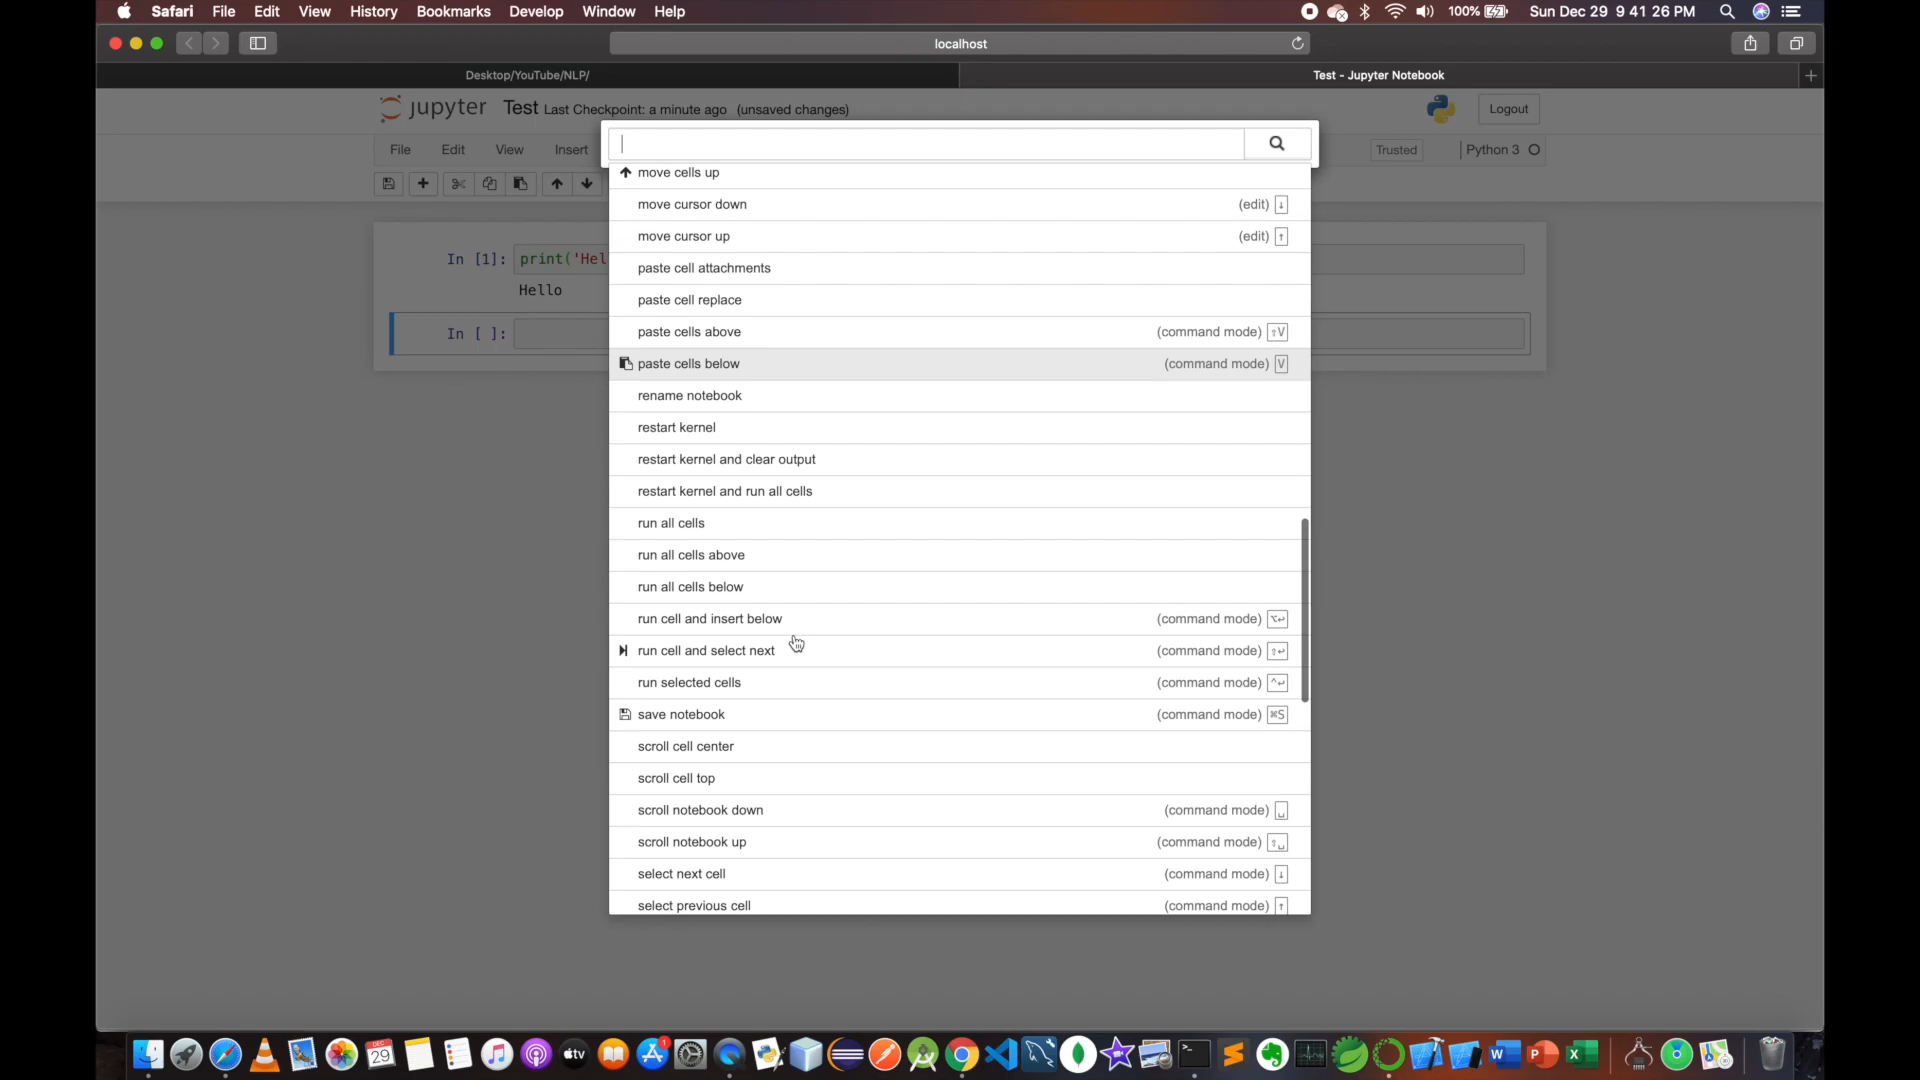 Safari File Edit View History Bookmarks Develop Window Help 100% Sun Dec 29 9 41 26 PM
localhost
Desktop/YouTube/NLP/ Test - Jupyter Notebook
jupyter Test Last Checkpoint: a minute ago (unsaved changes) Logout
File Edit View Insert Trusted Python 3
In [1]: print('Hel
Hello
In [ ]:
move cells up
move cursor down (edit) ↓
move cursor up (edit) ↑
paste cell attachments
paste cell replace
paste cells above (command mode) ⇧V
paste cells below (command mode) V
rename notebook
restart kernel
restart kernel and clear output
restart kernel and run all cells
run all cells
run all cells above
run all cells below
run cell and insert below (command mode) ⌥↩
run cell and select next (command mode) ⇧↩
run selected cells (command mode) ^↩
save notebook (command mode) ⌘S
scroll cell center
scroll cell top
scroll notebook down (command mode) ␣
scroll notebook up (command mode) ⇧␣
select next cell (command mode) ↓
select previous cell (command mode) ↑
DEC
29
tv
1
W P X